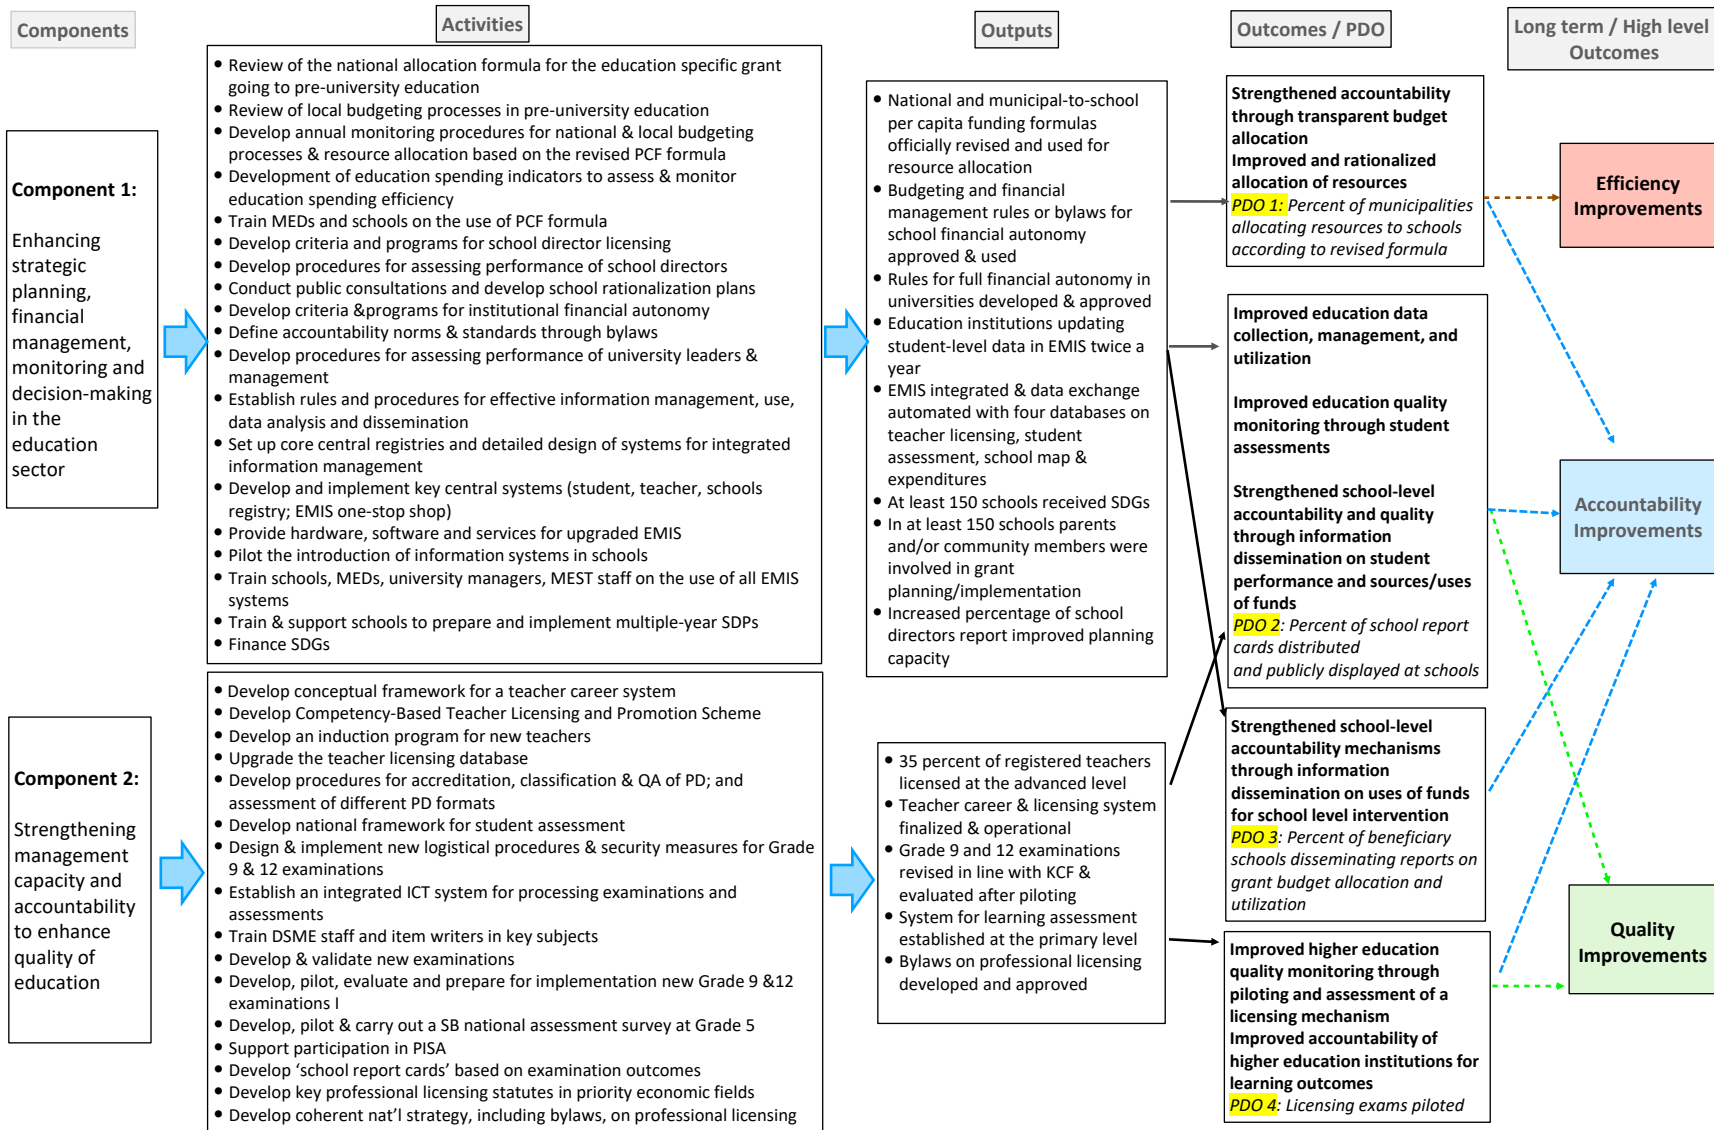 Components
Activities
Outputs
Outcomes / PDO
Long term / High level
Outcomes
Component 1:
Enhancing
strategic
planning,
financial
management,
monitoring and
decision-making
in the
education
sector
• Review of the national allocation formula for the education specific grant
going to pre-university education
• Review of local budgeting processes in pre-university education
• Develop annual monitoring procedures for national & local budgeting
processes & resource allocation based on the revised PCF formula
• Development of education spending indicators to assess & monitor
education spending efficiency
• Train MEDs and schools on the use of PCF formula
• Develop criteria and programs for school director licensing
• Develop procedures for assessing performance of school directors
• Conduct public consultations and develop school rationalization plans
• Develop criteria &programs for institutional financial autonomy
• Define accountability norms & standards through bylaws
• Develop procedures for assessing performance of university leaders &
management
• Establish rules and procedures for effective information management, use,
data analysis and dissemination
• Set up core central registries and detailed design of systems for integrated
information management
• Develop and implement key central systems (student, teacher, schools
registry; EMIS one-stop shop)
• Provide hardware, software and services for upgraded EMIS
• Pilot the introduction of information systems in schools
• Train schools, MEDs, university managers, MEST staff on the use of all EMIS
systems
• Train & support schools to prepare and implement multiple-year SDPs
• Finance SDGs
• National and municipal-to-school
per capita funding formulas
officially revised and used for
resource allocation
• Budgeting and financial
management rules or bylaws for
school financial autonomy
approved & used
• Rules for full financial autonomy in
universities developed & approved
• Education institutions updating
student-level data in EMIS twice a
year
• EMIS integrated & data exchange
automated with four databases on
teacher licensing, student
assessment, school map &
expenditures
• At least 150 schools received SDGs
• In at least 150 schools parents
and/or community members were
involved in grant
planning/implementation
• Increased percentage of school
directors report improved planning
capacity
Strengthened accountability
through transparent budget
allocation
Improved and rationalized
allocation of resources
PDO 1: Percent of municipalities
allocating resources to schools
according to revised formula
Improved education data
collection, management, and
utilization
Improved education quality
monitoring through student
assessments
Strengthened school-level
accountability and quality
through information
dissemination on student
performance and sources/uses
of funds
PDO 2: Percent of school report
cards distributed
and publicly displayed at schools
Efficiency
Improvements
Accountability
Improvements
Component 2:
Strengthening
management
capacity and
accountability
to enhance
quality of
education
• Develop conceptual framework for a teacher career system
• Develop Competency-Based Teacher Licensing and Promotion Scheme
• Develop an induction program for new teachers
• Upgrade the teacher licensing database
• Develop procedures for accreditation, classification & QA of PD; and
assessment of different PD formats
• Develop national framework for student assessment
• Design & implement new logistical procedures & security measures for Grade
9 & 12 examinations
• Establish an integrated ICT system for processing examinations and
assessments
• Train DSME staff and item writers in key subjects
• Develop & validate new examinations
• Develop, pilot, evaluate and prepare for implementation new Grade 9 &12
examinations I
• Develop, pilot & carry out a SB national assessment survey at Grade 5
• Support participation in PISA
• Develop ‘school report cards’ based on examination outcomes
• Develop key professional licensing statutes in priority economic fields
• Develop coherent nat’l strategy, including bylaws, on professional licensing
• 35 percent of registered teachers
licensed at the advanced level
• Teacher career & licensing system
finalized & operational
• Grade 9 and 12 examinations
revised in line with KCF &
evaluated after piloting
• System for learning assessment
established at the primary level
• Bylaws on professional licensing
developed and approved
Strengthened school-level
accountability mechanisms
through information
dissemination on uses of funds
for school level intervention
PDO 3: Percent of beneficiary
schools disseminating reports on
grant budget allocation and
utilization
Improved higher education
quality monitoring through
piloting and assessment of a
licensing mechanism
Improved accountability of
higher education institutions for
learning outcomes
PDO 4: Licensing exams piloted
Quality
Improvements